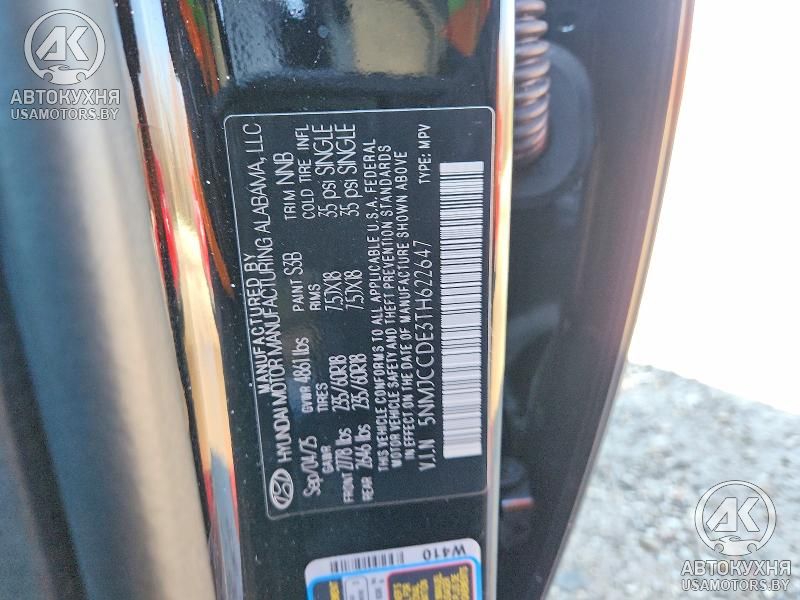 АК
АВТОКУХНЯ
USAMOTORS.BY
MANUFACTURED BY
HYUNDAI MOTOR MANUFACTURING ALABAMA, LLC
Sep/04/25 GVWR 4861 lbs PAINT S3B TRIM NNB
GAWR TIRES RIMS COLD TIRE INFL
FRONT 2778 lbs 235/60R18 7.5JX18 35 psi SINGLE
REAR 2646 lbs 235/60R18 7.5JX18 35 psi SINGLE
THIS VEHICLE CONFORMS TO ALL APPLICABLE U.S.A. FEDERAL
MOTOR VEHICLE SAFETY AND THEFT PREVENTION STANDARDS
IN EFFECT ON THE DATE OF MANUFACTURE SHOWN ABOVE.
V.I.N 5NMJCCDE3TH622647 TYPE: MPV
W410
АК
АВТОКУХНЯ
USAMOTORS.BY